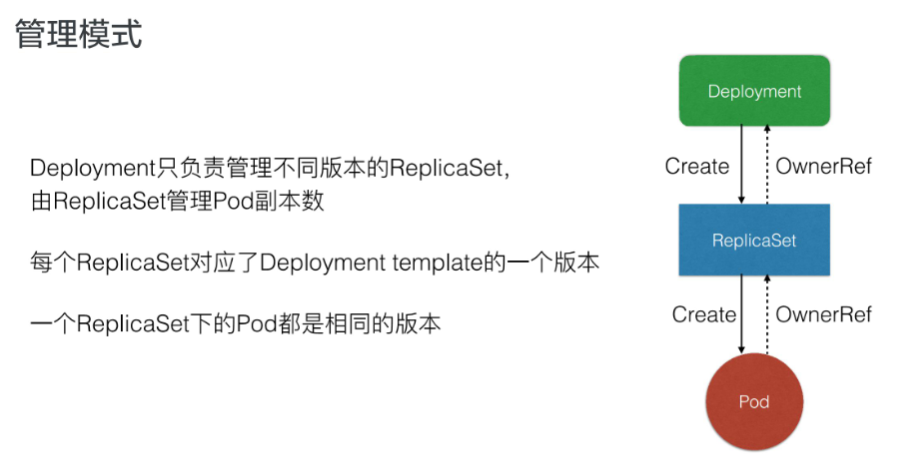 管理模式
Deployment只负责管理不同版本的ReplicaSet，
由ReplicaSet管理Pod副本数
每个ReplicaSet对应了Deployment template的一个版本
一个ReplicaSet下的Pod都是相同的版本
Deployment
Create
OwnerRef
ReplicaSet
Create
OwnerRef
Pod